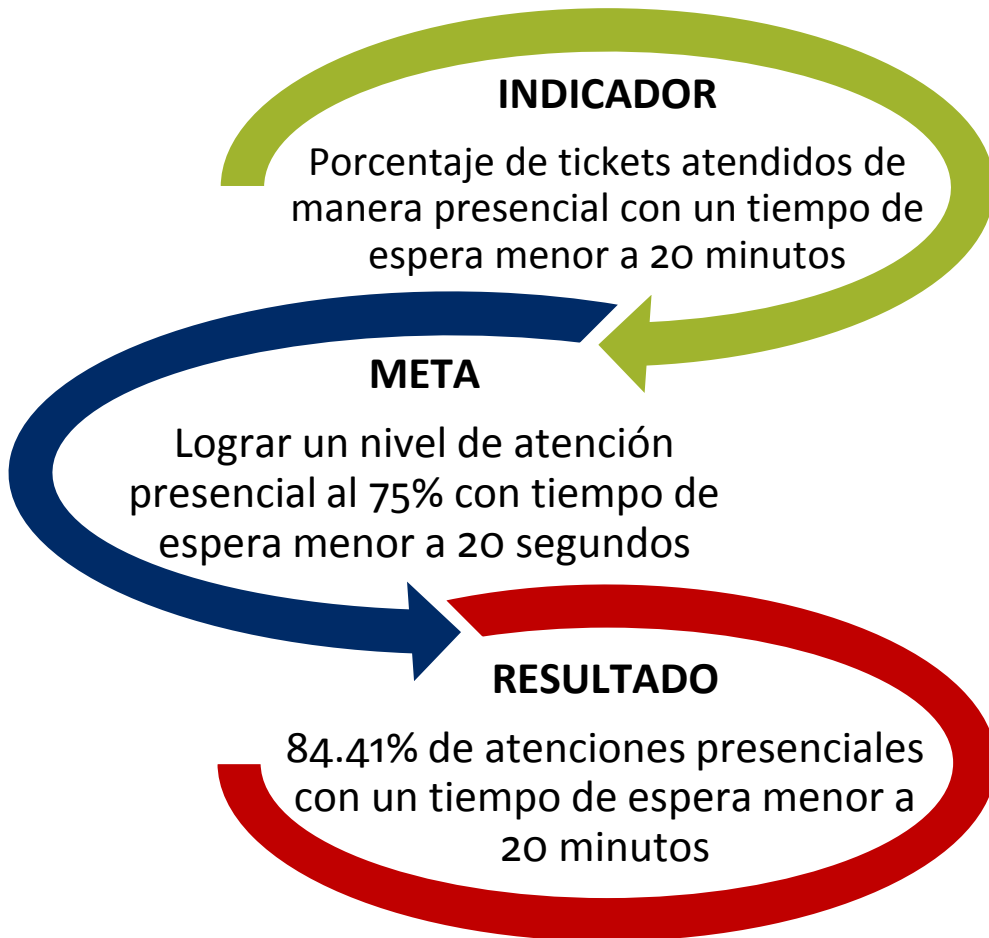 INDICADOR
Porcentaje de tickets atendidos de
manera presencial con un tiempo de
espera menor a 20 minutos
META
Lograr un nivel de atención
presencial al 75% con tiempo de
espera menor a 20 segundos
RESULTADO
84.41% de atenciones presenciales
con un tiempo de espera menor a
20 minutos